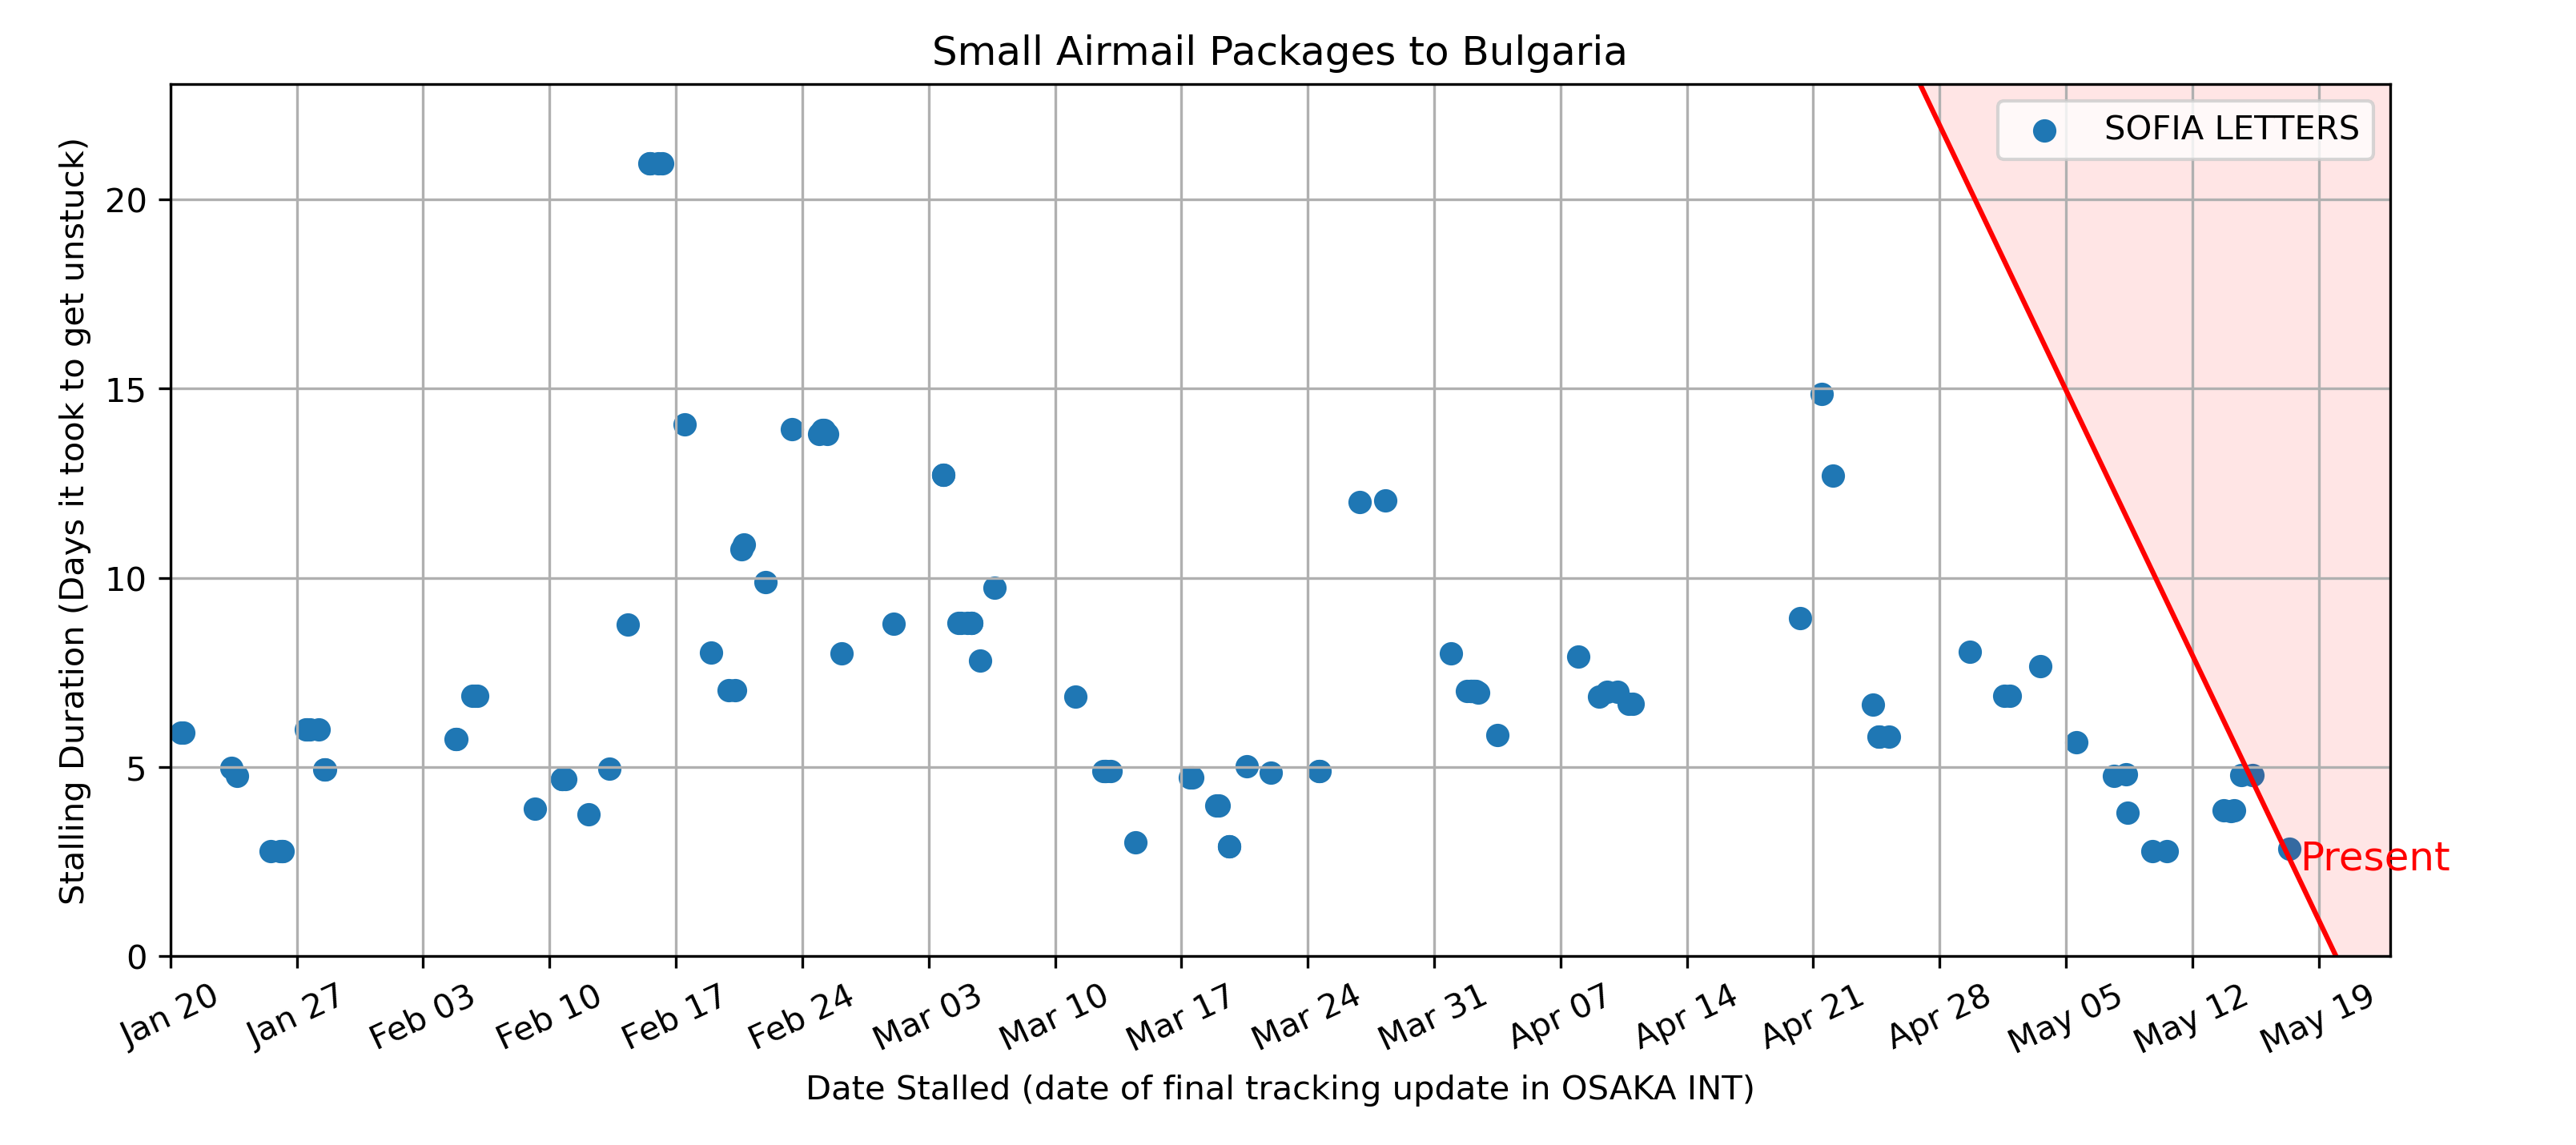 Small Airmail Packages to Bulgaria
SOFIA LETTERS
Stalling Duration (Days it took to get unstuck)
20
15
10
5
0
Present
Jan 20
Jan 27
Feb 03
Feb 10
Feb 17
Feb 24
Mar 03
Mar 10
Mar 17
Mar 24
Mar 31
Apr 07
Apr 14
Apr 21
Apr 28
May 05
May 12
May 19
Date Stalled (date of final tracking update in OSAKA INT)